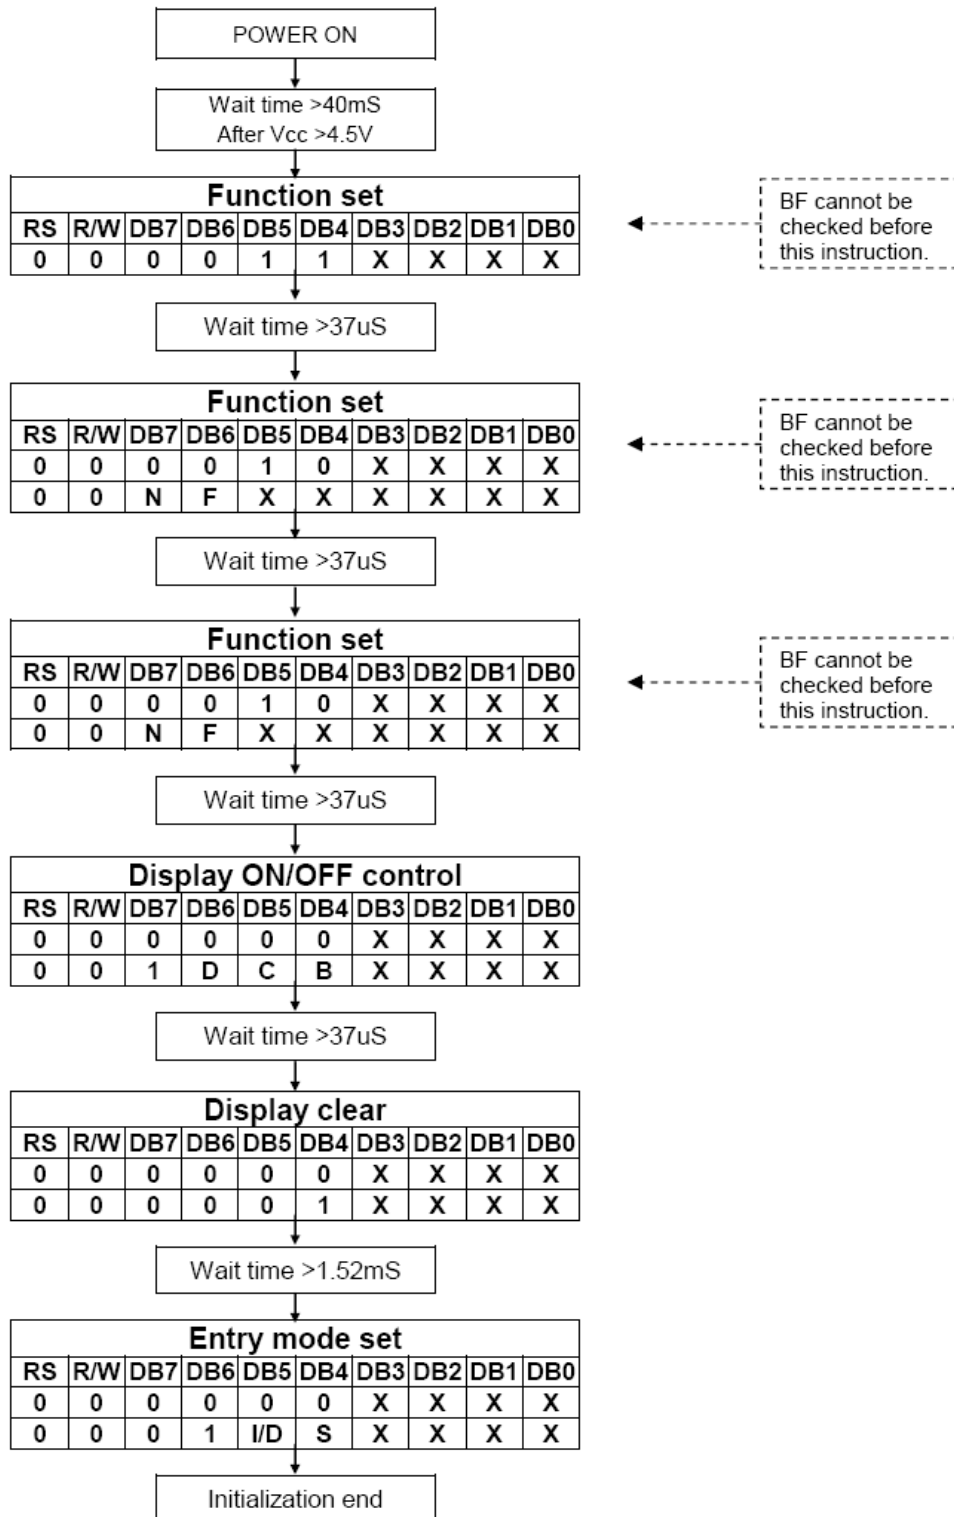 POWER ON
Wait time >40mS
After Vcc >4.5V
Function set
RS R/W DB7 DB6 DB5 DB4 DB3 DB2 DB1 DB0
0 0 0 0 1 1 X X X X
BF cannot be
checked before
this instruction.
Wait time >37uS
Function set
RS R/W DB7 DB6 DB5 DB4 DB3 DB2 DB1 DB0
0 0 0 0 1 0 X X X X
0 0 N F X X X X X X
BF cannot be
checked before
this instruction.
Wait time >37uS
Function set
RS R/W DB7 DB6 DB5 DB4 DB3 DB2 DB1 DB0
0 0 0 0 1 0 X X X X
0 0 N F X X X X X X
BF cannot be
checked before
this instruction.
Wait time >37uS
Display ON/OFF control
RS R/W DB7 DB6 DB5 DB4 DB3 DB2 DB1 DB0
0 0 0 0 0 0 X X X X
0 0 1 D C B X X X X
Wait time >37uS
Display clear
RS R/W DB7 DB6 DB5 DB4 DB3 DB2 DB1 DB0
0 0 0 0 0 0 X X X X
0 0 0 0 0 1 X X X X
Wait time >1.52mS
Entry mode set
RS R/W DB7 DB6 DB5 DB4 DB3 DB2 DB1 DB0
0 0 0 0 0 0 X X X X
0 0 0 1 I/D S X X X X
Initialization end